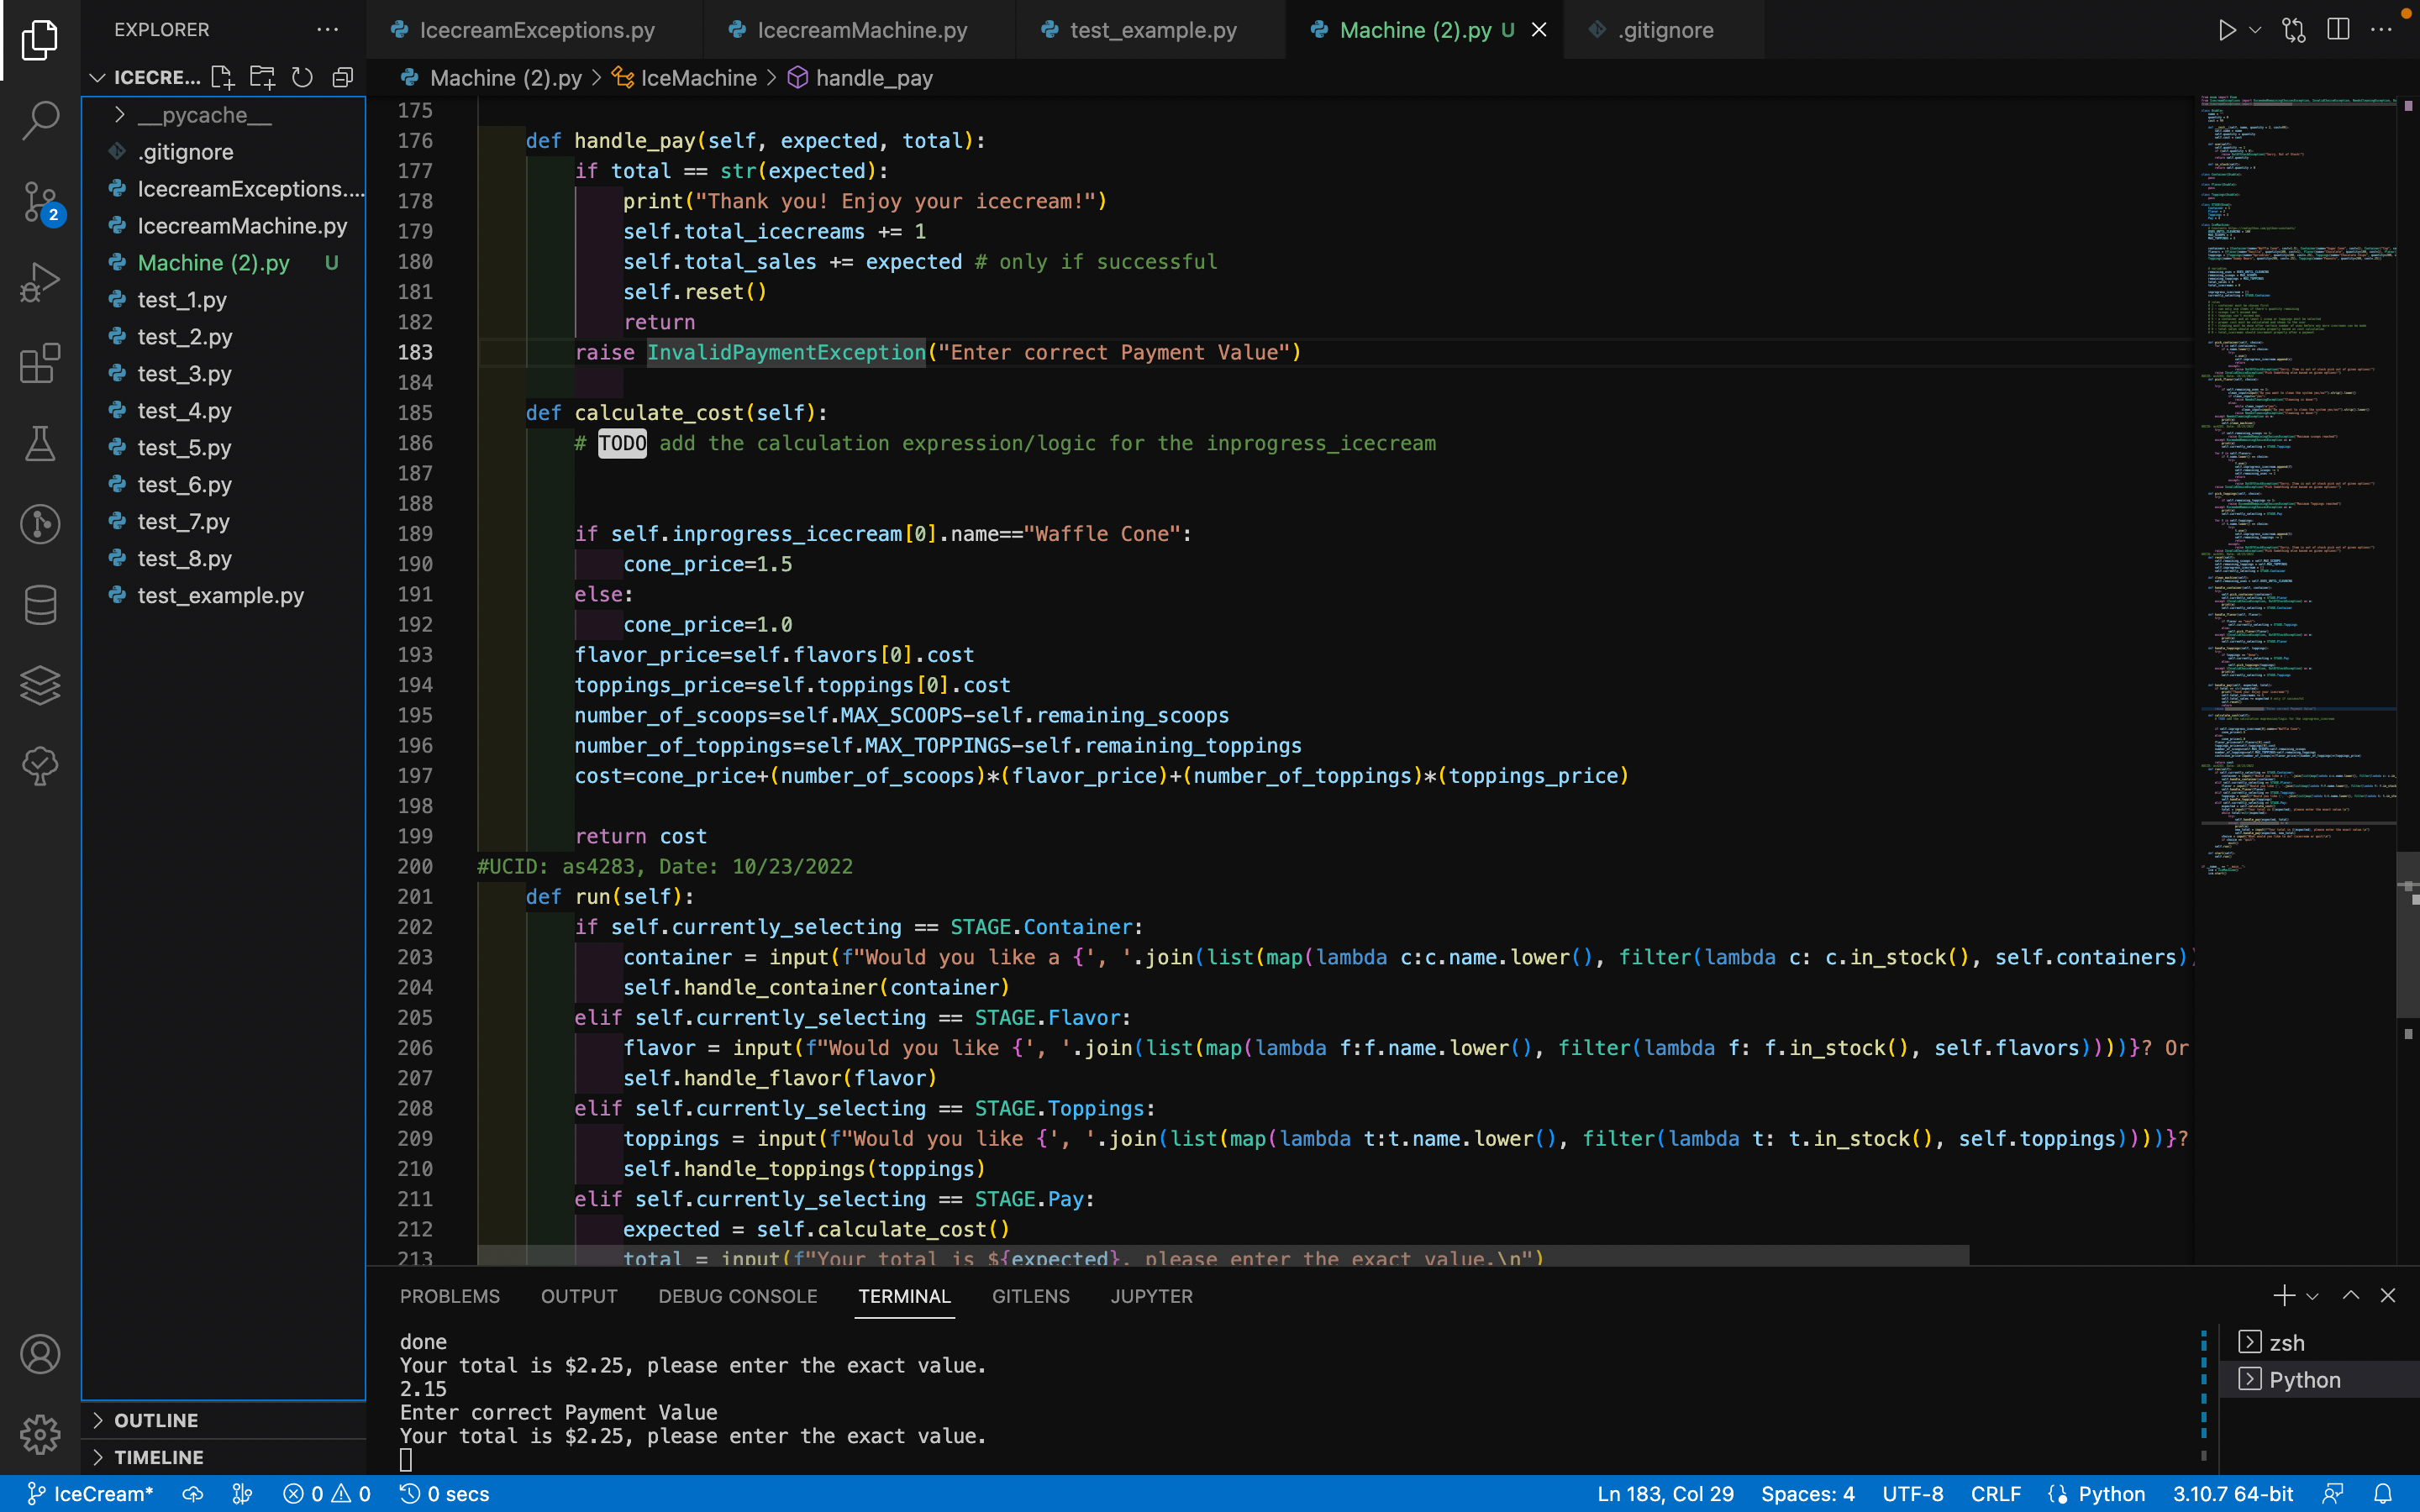 EXPLORER
IcecreamExceptions.py
IcecreamMachine.py
test_example.py
Machine (2).py U
.gitignore
ICECRE...
Machine (2).py > IceMachine > handle_pay
__pycache__
.gitignore
IcecreamExceptions....
IcecreamMachine.py
Machine (2).py U
test_1.py
test_2.py
test_3.py
test_4.py
test_5.py
test_6.py
test_7.py
test_8.py
test_example.py
2
OUTLINE
TIMELINE
175
176 def handle_pay(self, expected, total):
177 if total == str(expected):
178 print("Thank you! Enjoy your icecream!")
179 self.total_icecreams += 1
180 self.total_sales += expected # only if successful
181 self.reset()
182 return
183 raise InvalidPaymentException("Enter correct Payment Value")
184
185 def calculate_cost(self):
186 # TODO add the calculation expression/logic for the inprogress_icecream
187
188
189 if self.inprogress_icecream[0].name=="Waffle Cone":
190 cone_price=1.5
191 else:
192 cone_price=1.0
193 flavor_price=self.flavors[0].cost
194 toppings_price=self.toppings[0].cost
195 number_of_scoops=self.MAX_SCOOPS-self.remaining_scoops
196 number_of_toppings=self.MAX_TOPPINGS-self.remaining_toppings
197 cost=cone_price+(number_of_scoops)*(flavor_price)+(number_of_toppings)*(toppings_price)
198
199 return cost
200 #UCID: as4283, Date: 10/23/2022
201 def run(self):
202 if self.currently_selecting == STAGE.Container:
203 container = input(f"Would you like a {', '.join(list(map(lambda c:c.name.lower(), filter(lambda c: c.in_stock(), self.containers))
204 self.handle_container(container)
205 elif self.currently_selecting == STAGE.Flavor:
206 flavor = input(f"Would you like {', '.join(list(map(lambda f:f.name.lower(), filter(lambda f: f.in_stock(), self.flavors))))}? Or
207 self.handle_flavor(flavor)
208 elif self.currently_selecting == STAGE.Toppings:
209 toppings = input(f"Would you like {', '.join(list(map(lambda t:t.name.lower(), filter(lambda t: t.in_stock(), self.toppings))))}?
210 self.handle_toppings(toppings)
211 elif self.currently_selecting == STAGE.Pay:
212 expected = self.calculate_cost()
213 total = input(f"Your total is ${expected}, please enter the exact value.\n")
PROBLEMS OUTPUT DEBUG CONSOLE TERMINAL GITLENS JUPYTER
done
Your total is $2.25, please enter the exact value.
2.15
Enter correct Payment Value
Your total is $2.25, please enter the exact value.
zsh
Python
IceCream* 0 0 0 secs Ln 183, Col 29 Spaces: 4 UTF-8 CRLF Python 3.10.7 64-bit